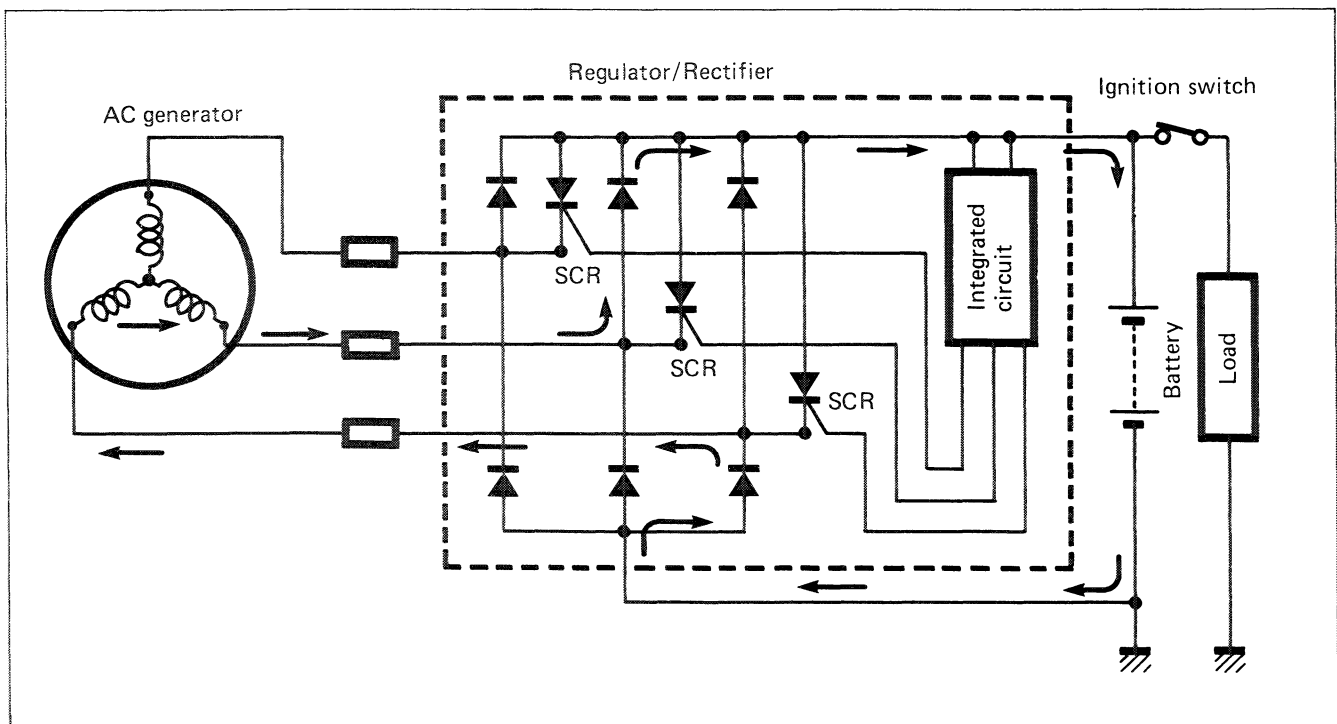 Regulator/Rectifier
Ignition switch
AC generator
Integrated
circuit
SCR
SCR
SCR
Battery
Load